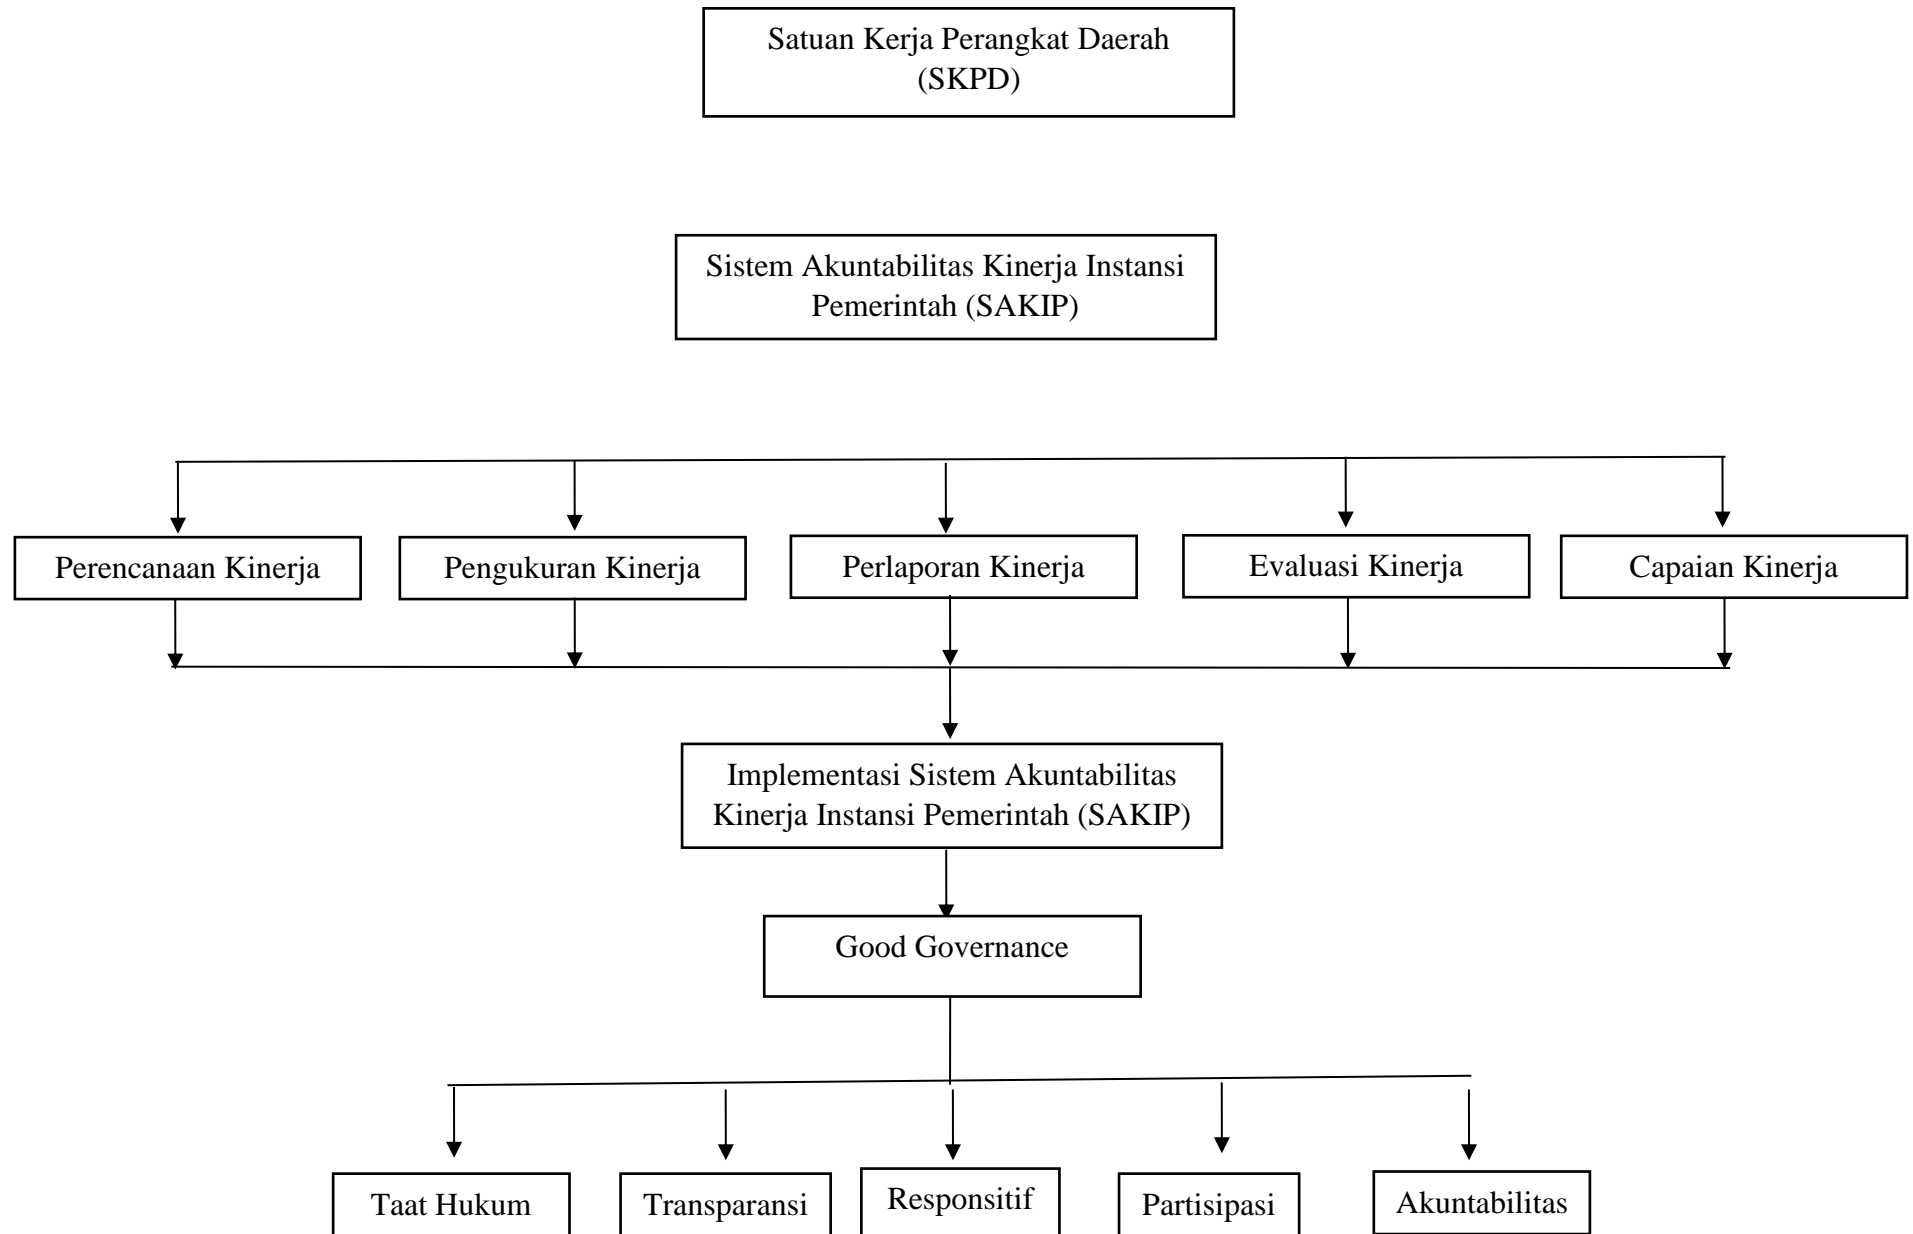 Satuan Kerja Perangkat Daerah
(SKPD)
Sistem Akuntabilitas Kinerja Instansi
Pemerintah (SAKIP)
Perencanaan Kinerja
Pengukuran Kinerja
Perlaporan Kinerja
Evaluasi Kinerja
Capaian Kinerja
Implementasi Sistem Akuntabilitas
Kinerja Instansi Pemerintah (SAKIP)
Good Governance
Taat Hukum
Transparansi
Responsitif
Partisipasi
Akuntabilitas